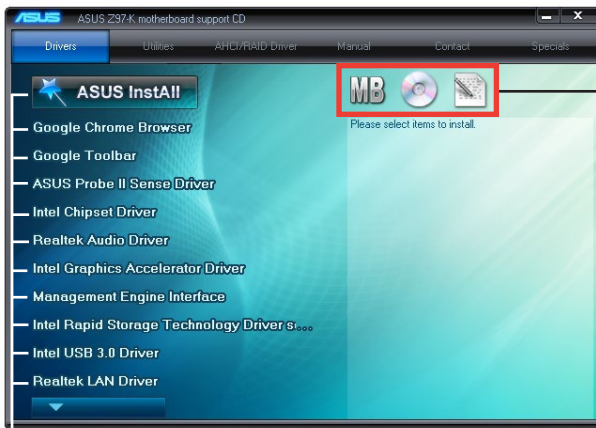 ASUS ASUS Z97-K motherboard support CD
Drivers Utilities AHCI/RAID Driver Manual Contact Specials
ASUS InstAll
MB
Google Chrome Browser
Please select items to install.
Google Toolbar
ASUS Probe II Sense Driver
Intel Chipset Driver
Realtek Audio Driver
Intel Graphics Accelerator Driver
Management Engine Interface
Intel Rapid Storage Technology Driver s...
Intel USB 3.0 Driver
Realtek LAN Driver